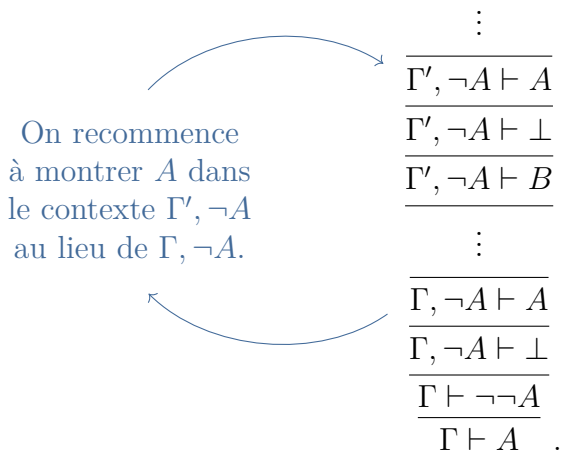 On recommence
à montrer A dans
le contexte Γ′, ¬A
au lieu de Γ, ¬A.
⋮
Γ′, ¬A ⊢ A
Γ′, ¬A ⊢ ⊥
Γ′, ¬A ⊢ B
⋮
Γ, ¬A ⊢ A
Γ, ¬A ⊢ ⊥
Γ ⊢ ¬¬A
Γ ⊢ A .